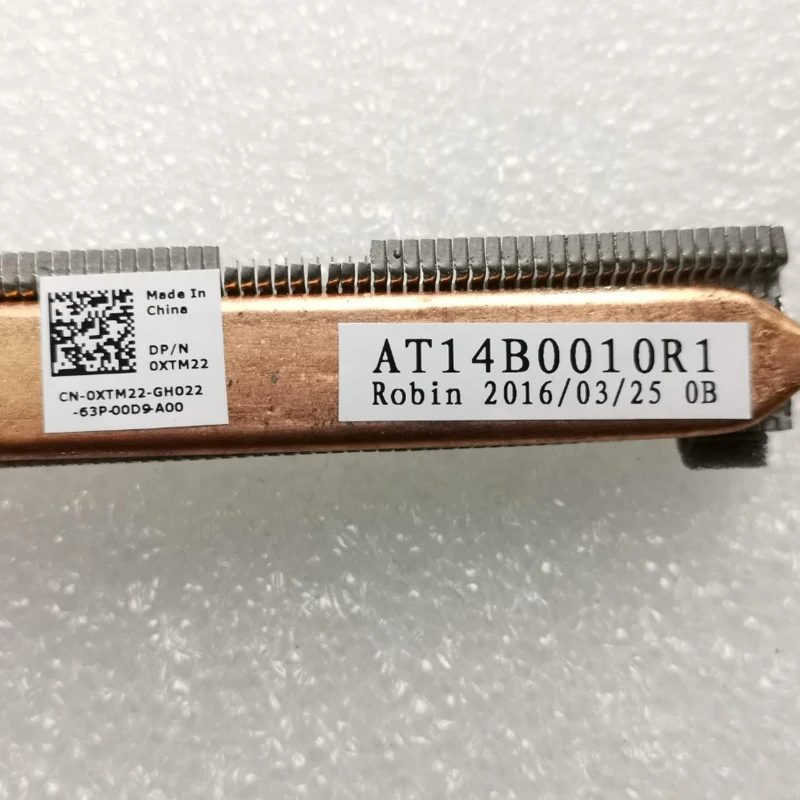 Made In
China
DP/N
0XTM22
CN-0XTM22-GH022
-63P-00D9-A00
AT14B0010R1
Robin 2016/03/25 0B